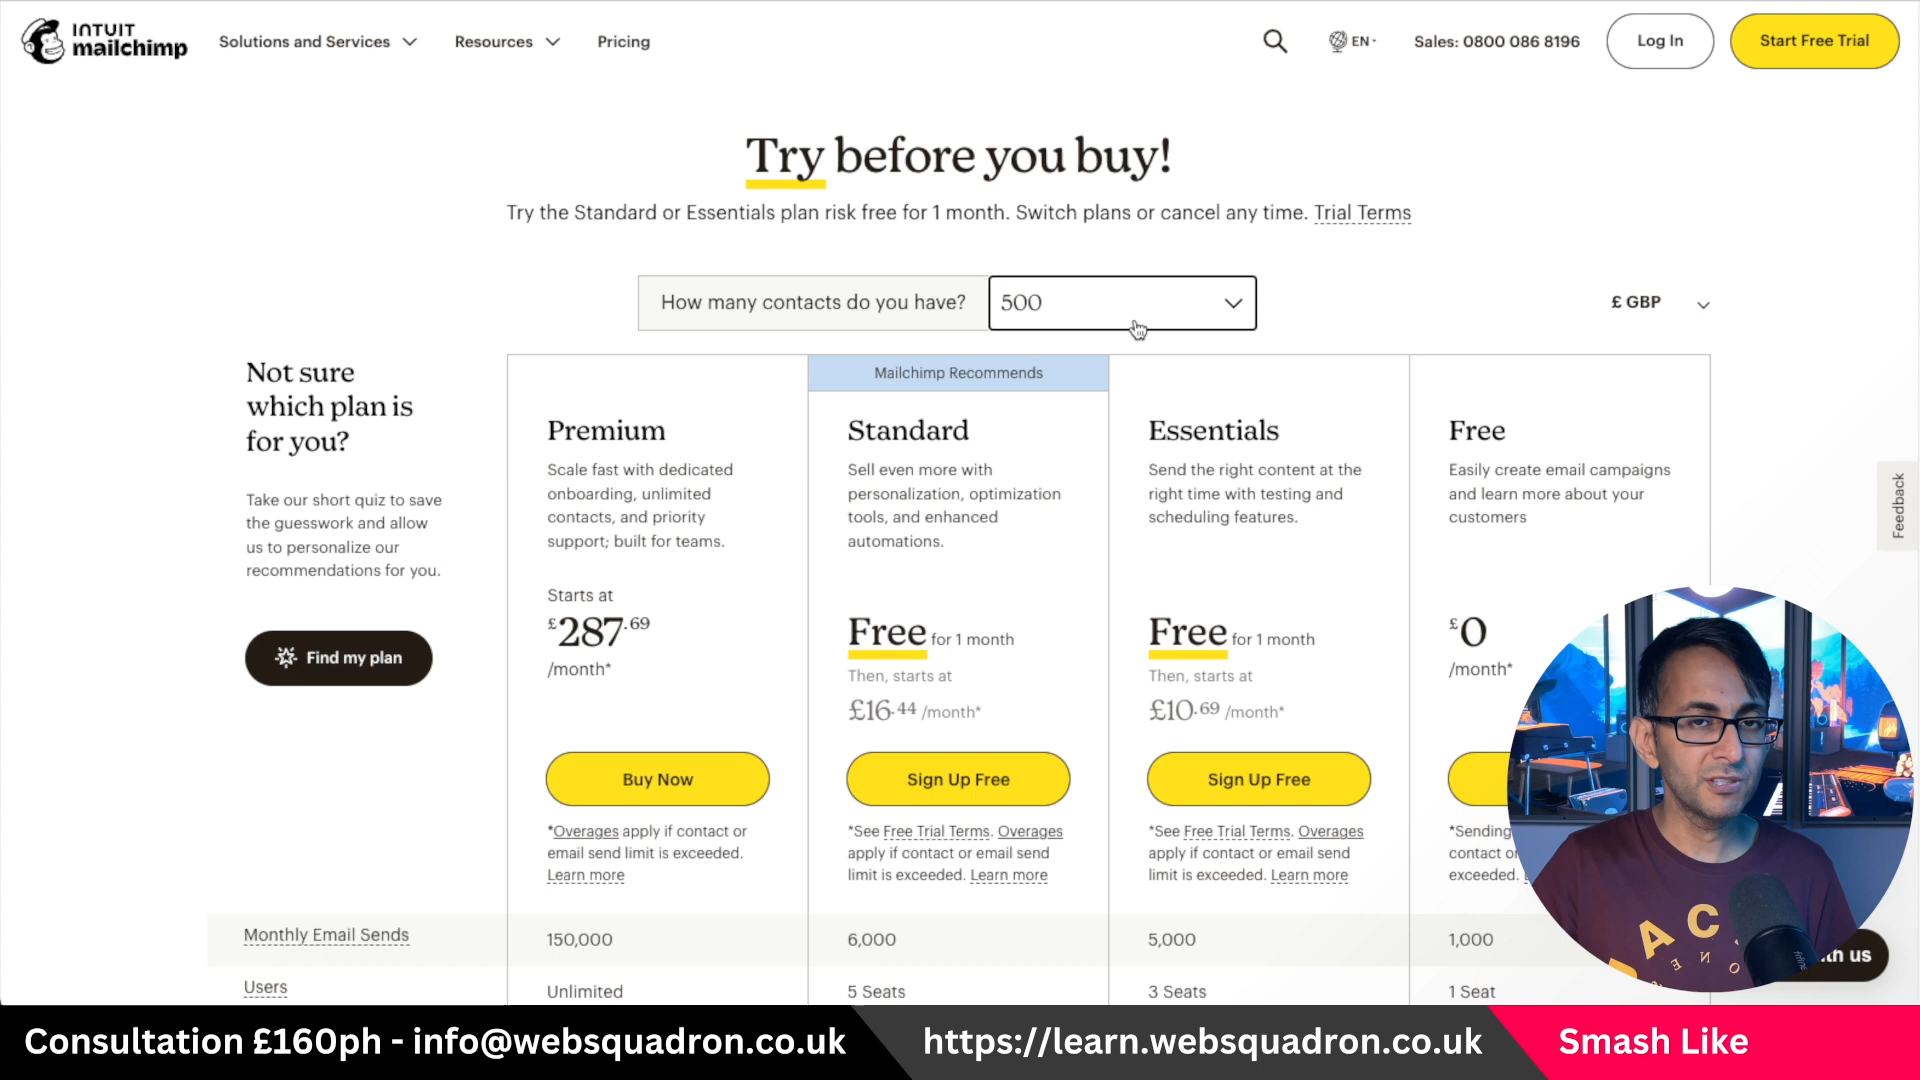 INTUIT
mailchimp
Solutions and Services
Resources
Pricing
EN
Sales: 0800 086 8196
Log In
Start Free Trial
Try before you buy!
Try the Standard or Essentials plan risk free for 1 month. Switch plans or cancel any time. Trial Terms
How many contacts do you have?
500
£ GBP
Not sure
which plan is
for you?
Take our short quiz to save
the guesswork and allow
us to personalize our
recommendations for you.
Find my plan
Premium
Scale fast with dedicated
onboarding, unlimited
contacts, and priority
support; built for teams.
Starts at
£287.69
/month*
Buy Now
*Overages apply if contact or
email send limit is exceeded.
Learn more
Mailchimp Recommends
Standard
Sell even more with
personalization, optimization
tools, and enhanced
automations.
Free for 1 month
Then, starts at
£16.44 /month*
Sign Up Free
*See Free Trial Terms. Overages
apply if contact or email send
limit is exceeded. Learn more
Essentials
Send the right content at the
right time with testing and
scheduling features.
Free for 1 month
Then, starts at
£10.69 /month*
Sign Up Free
*See Free Trial Terms. Overages
apply if contact or email send
limit is exceeded. Learn more
Free
Easily create email campaigns
and learn more about your
customers
£0
/month*
*Sending
contact
exceeded.
Feedback
Monthly Email Sends
150,000
6,000
5,000
1,000
Users
Unlimited
5 Seats
3 Seats
1 Seat
us
Consultation £160ph - info@websquadron.co.uk
https://learn.websquadron.co.uk
Smash Like